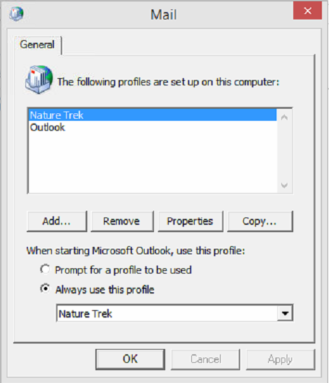 Mail
General
The following profiles are set up on this computer:
Nature Trek
Outlook
Add... Remove Properties Copy...
When starting Microsoft Outlook, use this profile:
Prompt for a profile to be used
Always use this profile
Nature Trek
OK Cancel Apply